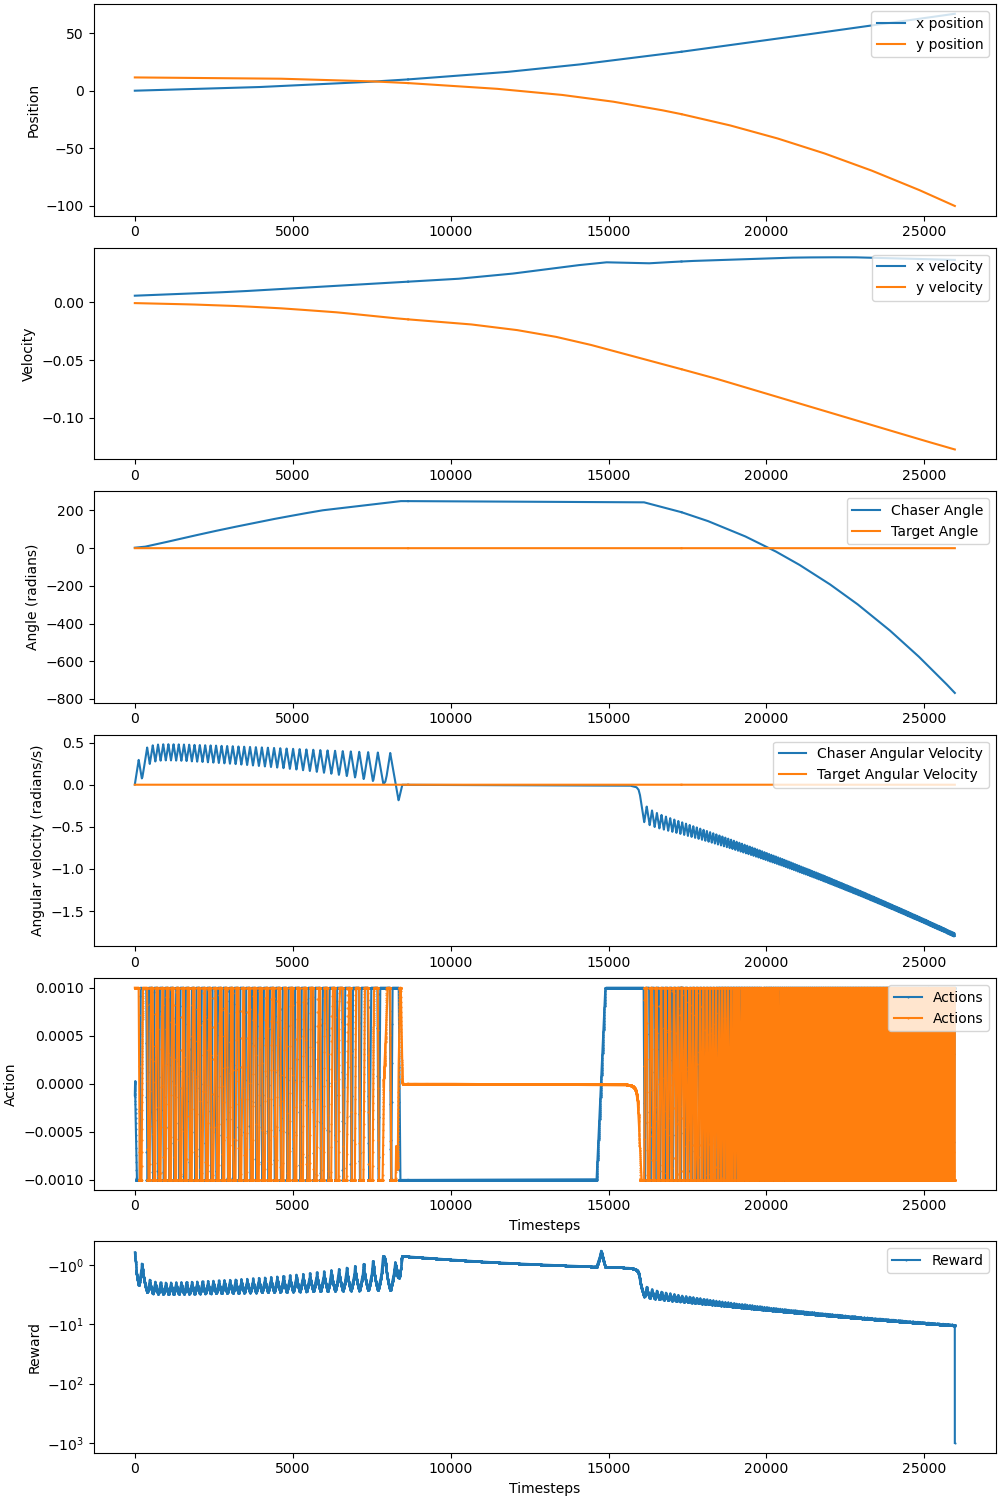 50
0
−50
−100
Position
x position
y position
0 5000 10000 15000 20000 25000
0.00
−0.05
−0.10
Velocity
x velocity
y velocity
0 5000 10000 15000 20000 25000
200
0
−200
−400
−600
−800
Angle (radians)
Chaser Angle
Target Angle
0 5000 10000 15000 20000 25000
0.5
0.0
−0.5
−1.0
−1.5
Angular velocity (radians/s)
Chaser Angular Velocity
Target Angular Velocity
0 5000 10000 15000 20000 25000
0.0010
0.0005
0.0000
−0.0005
−0.0010
Action
Actions
Actions
0 5000 10000 15000 20000 25000
Timesteps
−10⁰
−10¹
−10²
−10³
Reward
Reward
0 5000 10000 15000 20000 25000
Timesteps